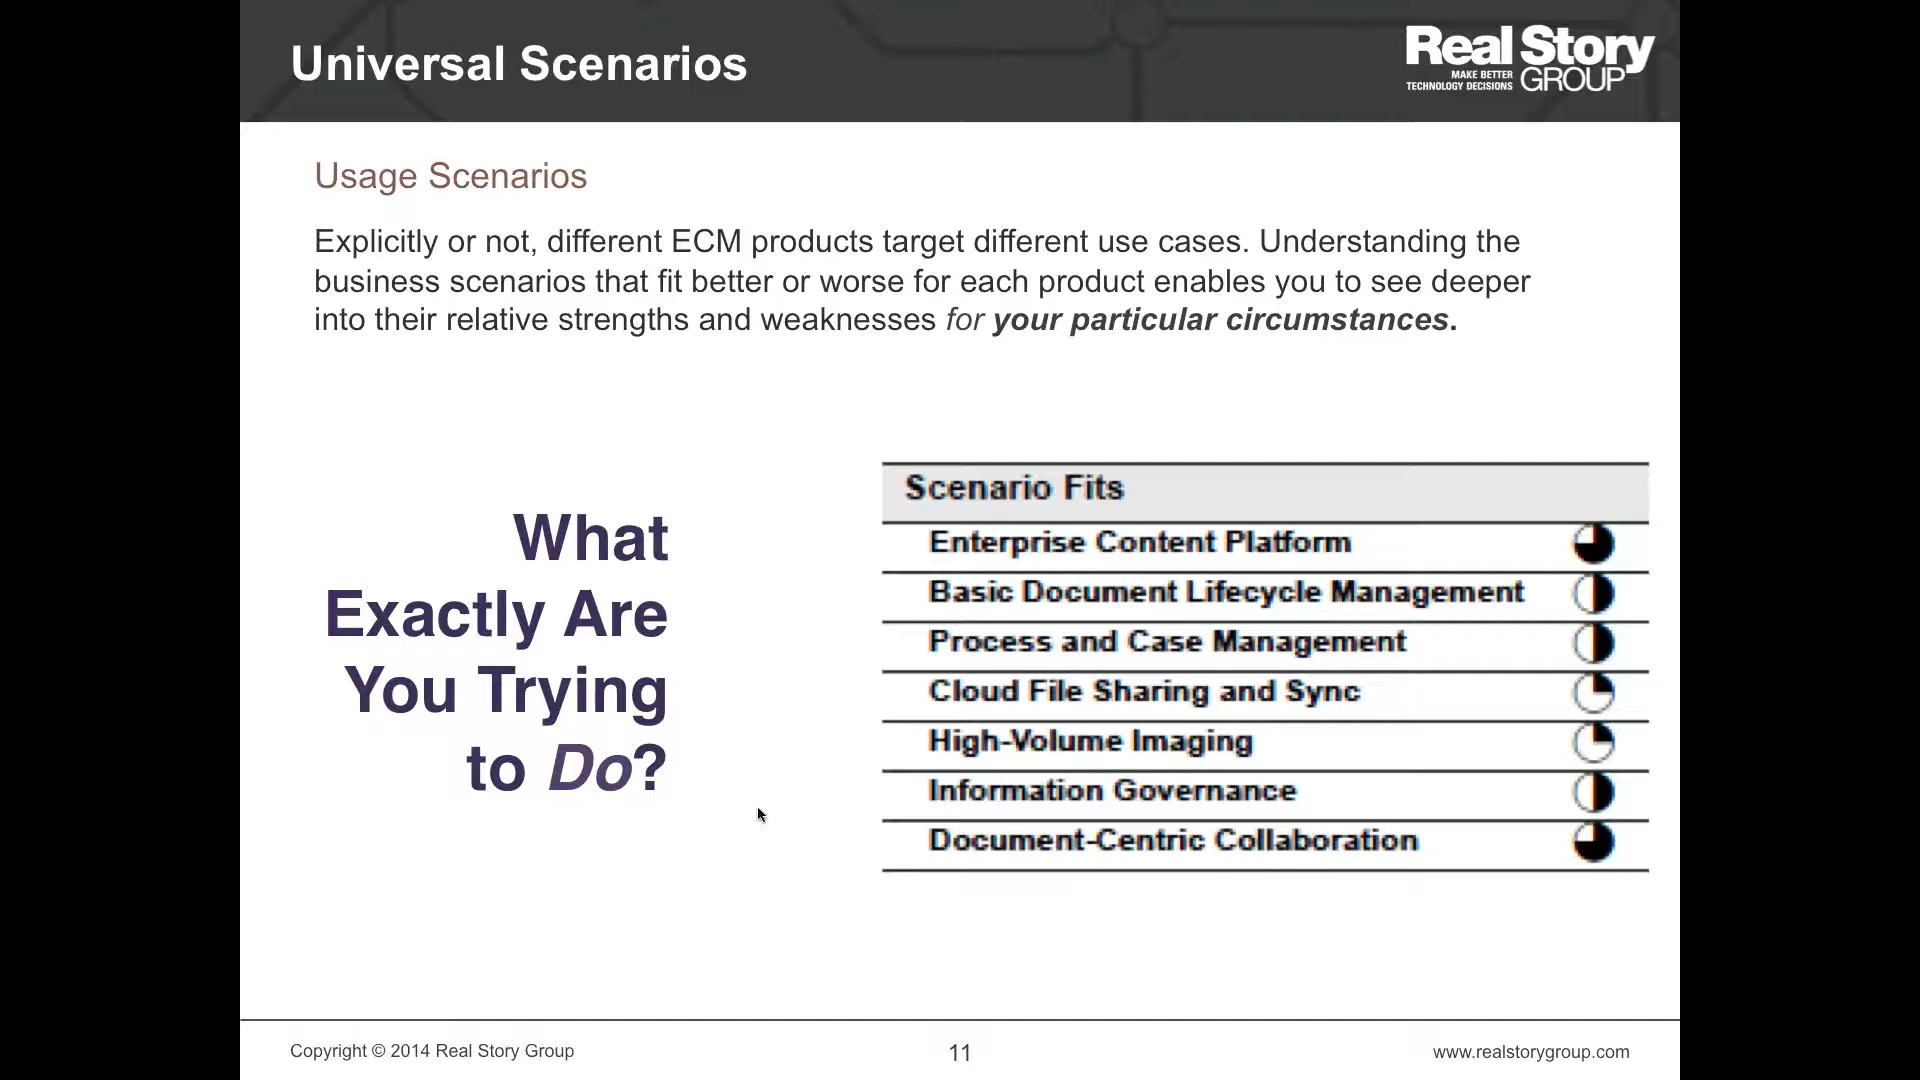 Universal Scenarios
Real Story
MAKE BETTER
TECHNOLOGY DECISIONS
GROUP
Usage Scenarios
Explicitly or not, different ECM products target different use cases. Understanding the
business scenarios that fit better or worse for each product enables you to see deeper
into their relative strengths and weaknesses for your particular circumstances.
What
Exactly Are
You Trying
to Do?
Scenario Fits
Enterprise Content Platform
Basic Document Lifecycle Management
Process and Case Management
Cloud File Sharing and Sync
High-Volume Imaging
Information Governance
Document-Centric Collaboration
Copyright © 2014 Real Story Group
11
www.realstorygroup.com